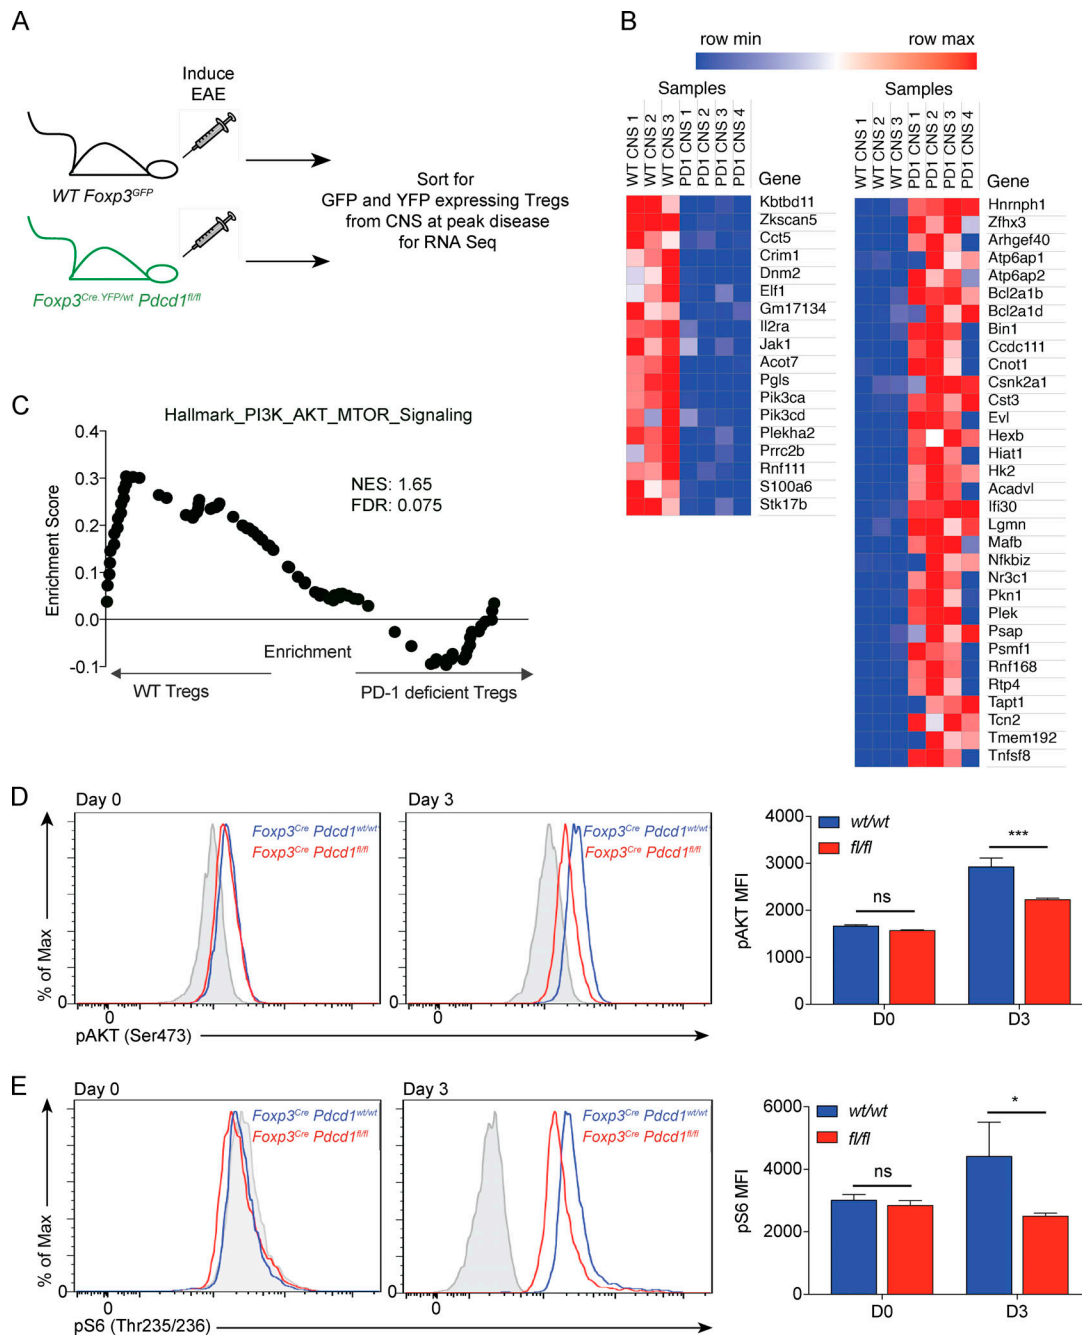 A
Induce
EAE
WT Foxp3GFP
Sort for
GFP and YFP expressing Tregs
from CNS at peak disease
for RNA Seq
Foxp3Cre.YFP/wt Pdcd1fl/fl
B
row min
row max
Samples
WT CNS 1
WT CNS 2
WT CNS 3
PD1 CNS 1
PD1 CNS 2
PD1 CNS 3
PD1 CNS 4
Gene
Kbtbd11
Zkscan5
Cct5
Crim1
Dnm2
Elf1
Gm17134
Il2ra
Jak1
Acot7
Pgls
Pik3ca
Pik3cd
Plekha2
Prrc2b
Rnf111
S100a6
Stk17b
Samples
WT CNS 1
WT CNS 2
WT CNS 3
PD1 CNS 1
PD1 CNS 2
PD1 CNS 3
PD1 CNS 4
Gene
Hnrnph1
Zfhx3
Arhgef40
Atp6ap1
Atp6ap2
Bcl2a1b
Bcl2a1d
Bin1
Ccdc111
Cnot1
Csnk2a1
Cst3
Evl
Hexb
Hiat1
Hk2
Acadvl
Ifi30
Lgmn
Mafb
Nfkbiz
Nr3c1
Pkn1
Plek
Psap
Psmf1
Rnf168
Rtp4
Tapt1
Tcn2
Tmem192
Tnfsf8
C
Hallmark_PI3K_AKT_MTOR_Signaling
0.4
0.3
0.2
0.1
0.0
-0.1
Enrichment Score
NES: 1.65
FDR: 0.075
Enrichment
WT Tregs
PD-1 deficient Tregs
D
Day 0
Foxp3Cre Pdcd1wt/wt
Foxp3Cre Pdcd1fl/fl
% of Max
0
0
Day 3
Foxp3Cre Pdcd1wt/wt
Foxp3Cre Pdcd1fl/fl
0
0
pAKT (Ser473)
4000
3000
2000
1000
0
pAKT MFI
wt/wt
fl/fl
ns
***
D0
D3
E
Day 0
Foxp3Cre Pdcd1wt/wt
Foxp3Cre Pdcd1fl/fl
% of Max
0
0
Day 3
Foxp3Cre Pdcd1wt/wt
Foxp3Cre Pdcd1fl/fl
0
0
pS6 (Thr235/236)
6000
4000
2000
0
pS6 MFI
wt/wt
fl/fl
ns
*
D0
D3